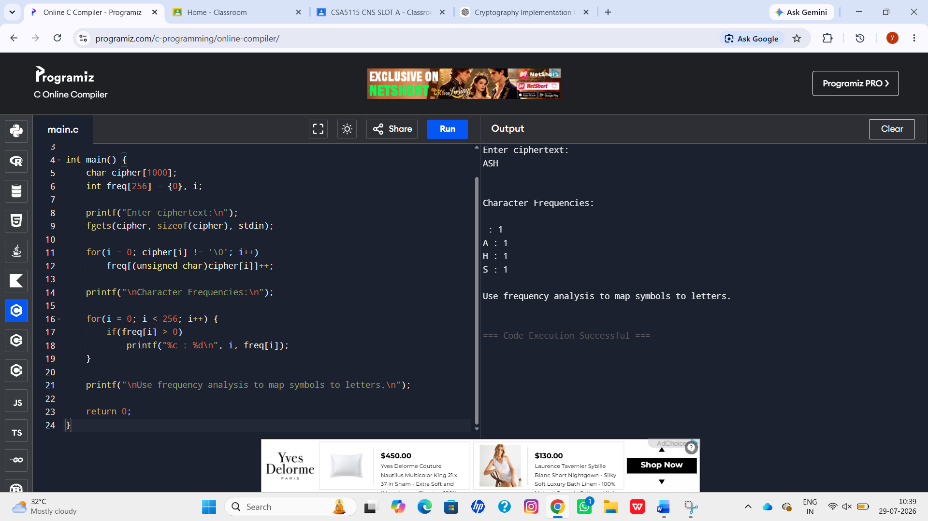 Online C Compiler - Programiz
Home - Classroom
CSA5115 CNS SLOT A - Classroo
Cryptography Implementation
Ask Gemini
programiz.com/c-programming/online-compiler/
Ask Google
Programiz
C Online Compiler
EXCLUSIVE ON
NETSHORT
NetShort
NetShort
Programiz PRO
main.c
Share
Run
Output
Clear
3
4 int main() {
5 char cipher[1000];
6 int freq[256] = {0}, i;
7
8 printf("Enter ciphertext:\n");
9 fgets(cipher, sizeof(cipher), stdin);
10
11 for(i = 0; cipher[i] != '\0'; i++)
12 freq[(unsigned char)cipher[i]]++;
13
14 printf("\nCharacter Frequencies:\n");
15
16 for(i = 0; i < 256; i++) {
17 if(freq[i] > 0)
18 printf("%c : %d\n", i, freq[i]);
19 }
20
21 printf("\nUse frequency analysis to map symbols to letters.\n");
22
23 return 0;
24 }
Enter ciphertext:
ASH
Character Frequencies:
: 1
A : 1
H : 1
S : 1
Use frequency analysis to map symbols to letters.
=== Code Execution Successful ===
JS
TS
YVES
DELORME
PARIS
$450.00
Yves Delorme Couture
Nautilus Multicolor King 21 x
37 in Sham - Extra Soft and
$130.00
Laurence Tavernier Sybille
Blanc Short Nightgown - Silky
Soft Luxury Bath Linen - 100%
AdChoices
Shop Now
32°C
Mostly cloudy
Search
1
ENG
IN
10:39
29-07-2026